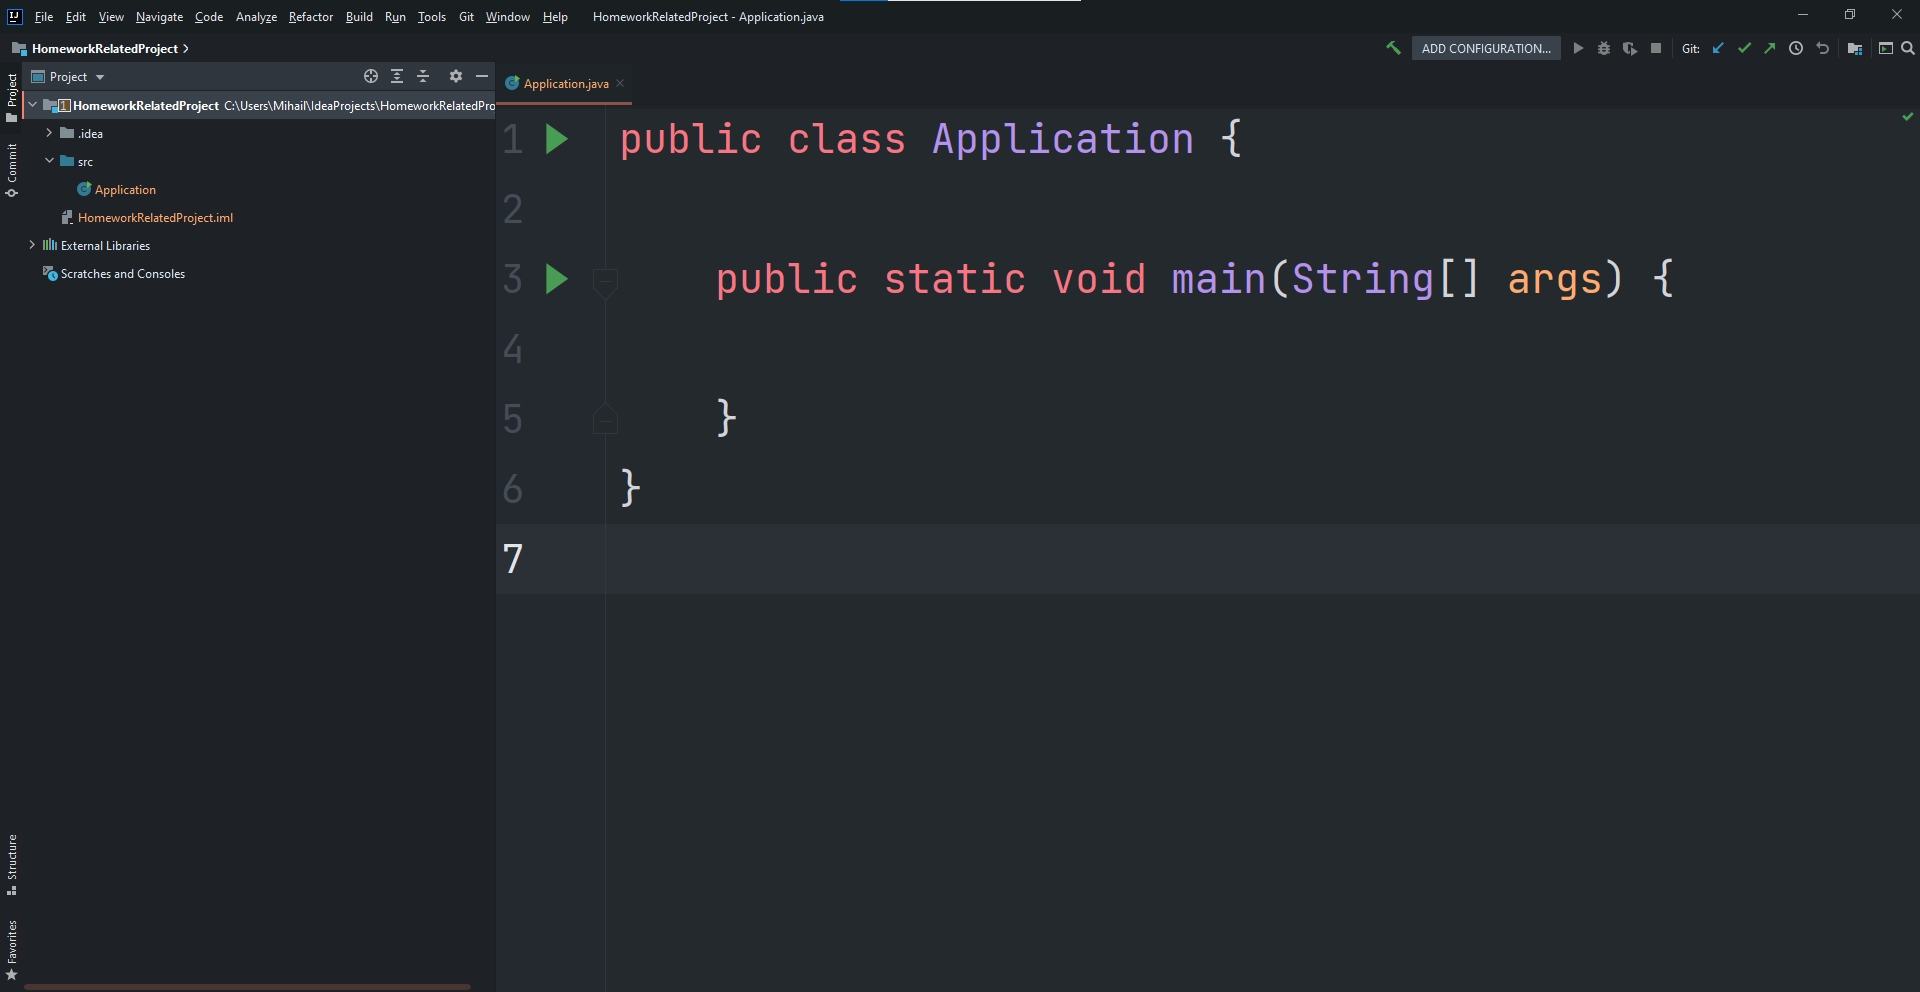 IJ File Edit View Navigate Code Analyze Refactor Build Run Tools Git Window Help HomeworkRelatedProject - Application.java
HomeworkRelatedProject
ADD CONFIGURATION... Git:
Project
Commit
Structure
Favorites
Project
1 HomeworkRelatedProject C:\Users\Mihail\IdeaProjects\HomeworkRelatedPro
.idea
src
Application
HomeworkRelatedProject.iml
External Libraries
Scratches and Consoles
Application.java
1 public class Application {
2
3 public static void main(String[] args) {
4
5 }
6 }
7